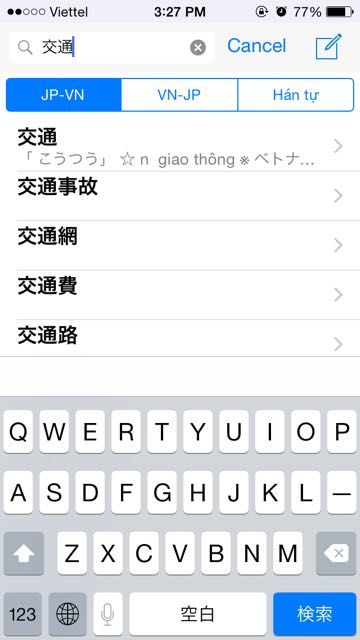 Viettel 3:27 PM 77%
交通 Cancel
JP-VN VN-JP Hán tự
交通
「 こうつう」 ☆ n giao thông ※ ベトナ...
交通事故
交通網
交通費
交通路
Q W E R T Y U I O P
A S D F G H J K L ー
Z X C V B N M
123 空白 検索